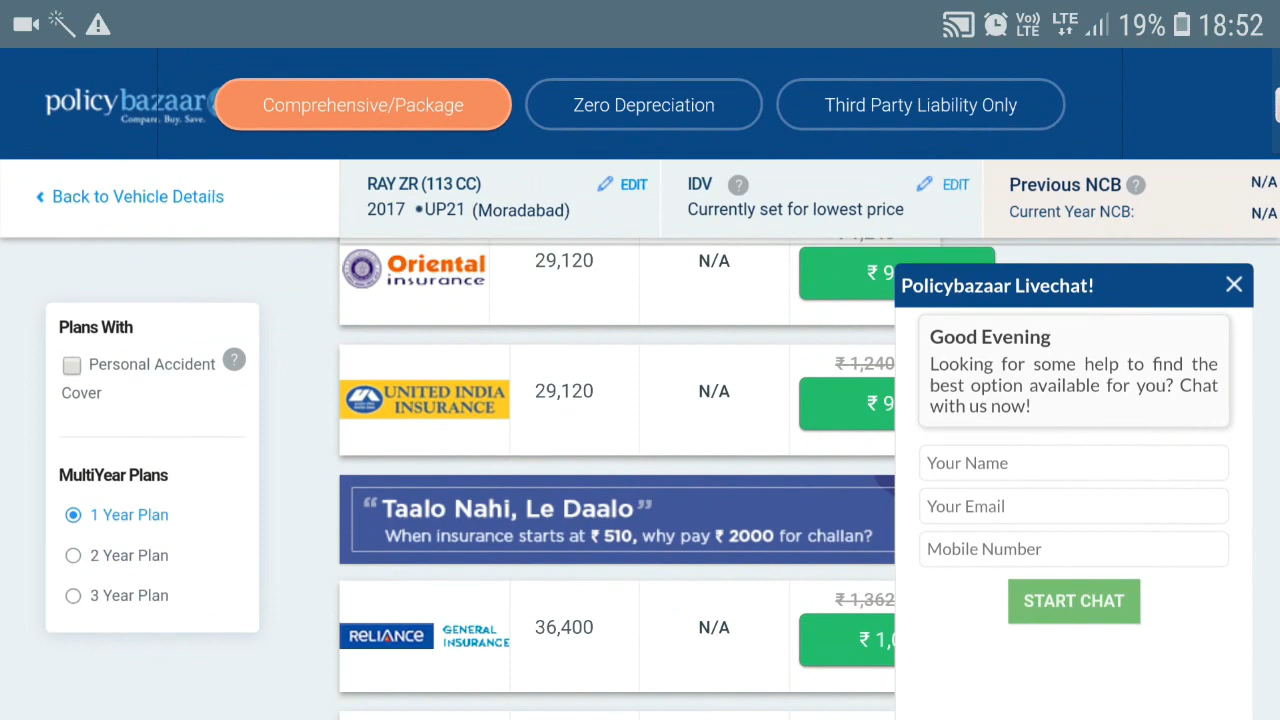 Vo)) LTE
LTE
19%
18:52
policybazaar
Compare. Buy. Save.
Comprehensive/Package
Zero Depreciation
Third Party Liability Only
Back to Vehicle Details
RAY ZR (113 CC)
EDIT
2017 •UP21 (Moradabad)
IDV ?
EDIT
Currently set for lowest price
Previous NCB ?
N/A
Current Year NCB:
N/A
Plans With
Personal Accident ?
Cover
MultiYear Plans
1 Year Plan
2 Year Plan
3 Year Plan
Oriental
insurance
29,120
N/A
₹ 9
UNITED INDIA
INSURANCE
29,120
N/A
₹ 1,240
₹ 9
“Taalo Nahi, Le Daalo”
When insurance starts at ₹ 510, why pay ₹ 2000 for challan?
RELIANCE
GENERAL
INSURANCE
36,400
N/A
₹ 1,362
₹ 1,
Policybazaar Livechat!
Good Evening
Looking for some help to find the
best option available for you? Chat
with us now!
Your Name
Your Email
Mobile Number
START CHAT